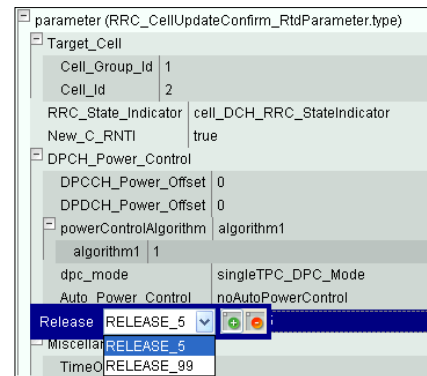 parameter (RRC_CellUpdateConfirm_RtdParameter.type)
Target_Cell
Cell_Group_Id 1
Cell_Id 2
RRC_State_Indicator cell_DCH_RRC_StateIndicator
New_C_RNTI true
DPCH_Power_Control
DPCCH_Power_Offset 0
DPDCH_Power_Offset 0
powerControlAlgorithm algorithm1
algorithm1 1
dpc_mode singleTPC_DPC_Mode
Auto_Power_Control noAutoPowerControl
Release RELEASE_5
RELEASE_5
RELEASE_99